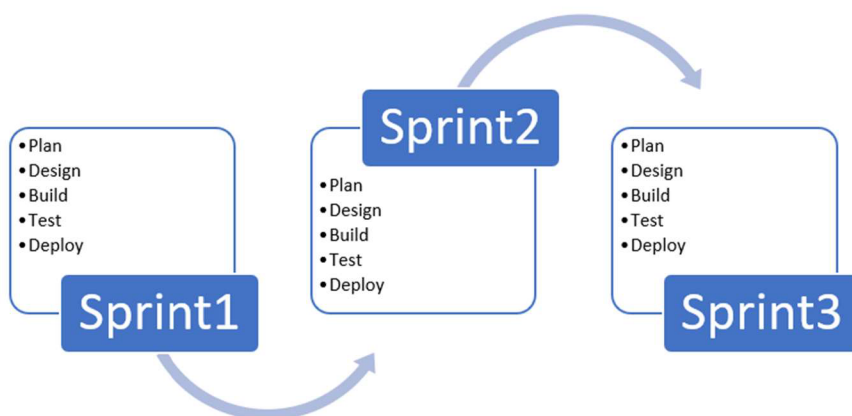 • Plan
• Design
• Build
• Test
• Deploy
Sprint1
Sprint2
• Plan
• Design
• Build
• Test
• Deploy
• Plan
• Design
• Build
• Test
• Deploy
Sprint3